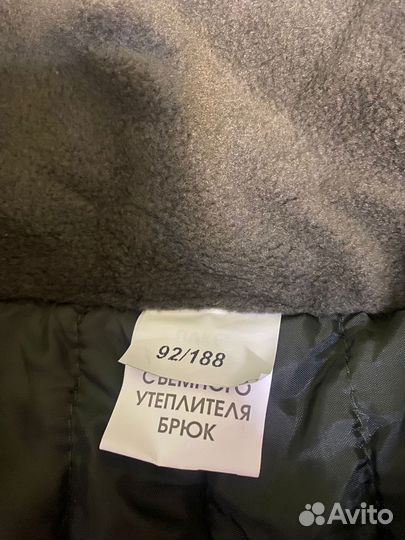 92/188
СЪЕМНОГО
УТЕПЛИТЕЛЯ
БРЮК
Avito